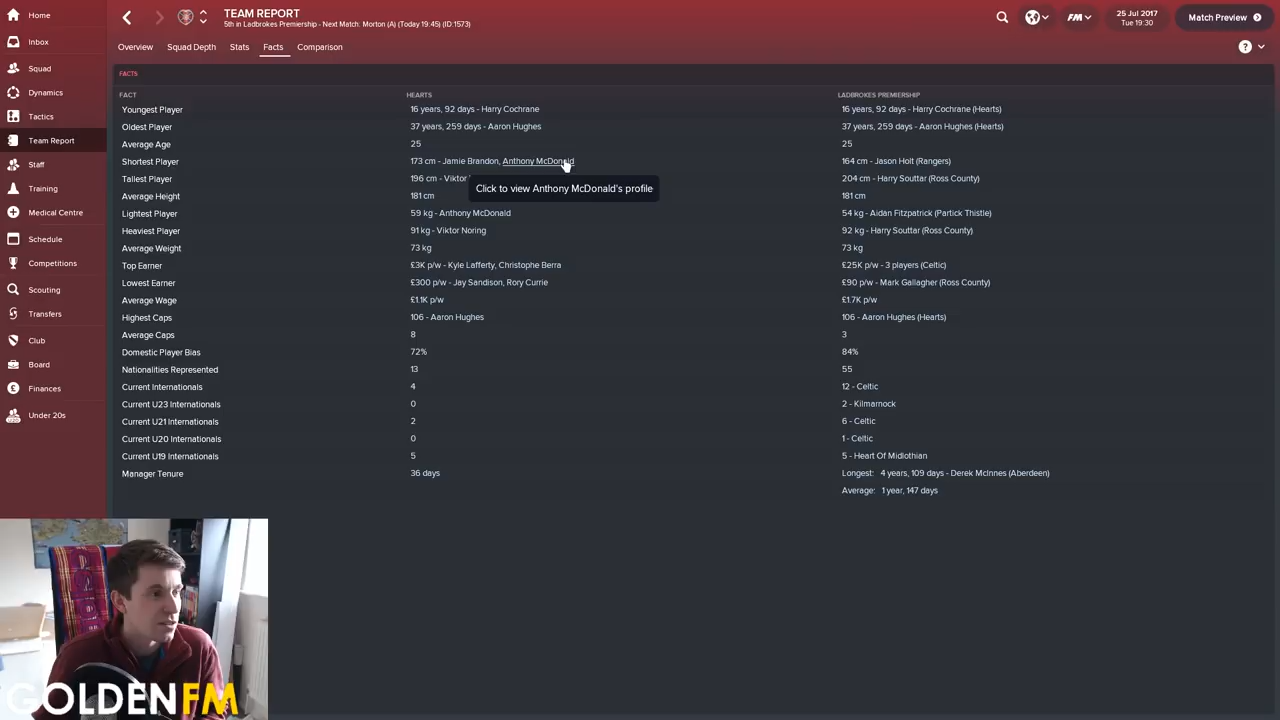 Home
Inbox
Squad
Dynamics
Tactics
Team Report
Staff
Training
Medical Centre
Schedule
Competitions
Scouting
Transfers
Club
Board
Finances
Under 20s
TEAM REPORT
5th in Ladbrokes Premiership - Next Match: Morton (A) (Today 19:45) (ID:1573)
FM
25 Jul 2017
Tue 19:30
Match Preview
Overview Squad Depth Stats Facts Comparison
?
FACTS
FACT HEARTS LADBROKES PREMIERSHIP
Youngest Player 16 years, 92 days - Harry Cochrane 16 years, 92 days - Harry Cochrane (Hearts)
Oldest Player 37 years, 259 days - Aaron Hughes 37 years, 259 days - Aaron Hughes (Hearts)
Average Age 25 25
Shortest Player 173 cm - Jamie Brandon, Anthony McDonald 164 cm - Jason Holt (Rangers)
Tallest Player 196 cm - Viktor 204 cm - Harry Souttar (Ross County)
Click to view Anthony McDonald's profile
Average Height 181 cm 181 cm
Lightest Player 59 kg - Anthony McDonald 54 kg - Aidan Fitzpatrick (Partick Thistle)
Heaviest Player 91 kg - Viktor Noring 92 kg - Harry Souttar (Ross County)
Average Weight 73 kg 73 kg
Top Earner £3K p/w - Kyle Lafferty, Christophe Berra £25K p/w - 3 players (Celtic)
Lowest Earner £300 p/w - Jay Sandison, Rory Currie £90 p/w - Mark Gallagher (Ross County)
Average Wage £1.1K p/w £1.7K p/w
Highest Caps 106 - Aaron Hughes 106 - Aaron Hughes (Hearts)
Average Caps 8 3
Domestic Player Bias 72% 84%
Nationalities Represented 13 55
Current Internationals 4 12 - Celtic
Current U23 Internationals 0 2 - Kilmarnock
Current U21 Internationals 2 6 - Celtic
Current U20 Internationals 0 1 - Celtic
Current U19 Internationals 5 5 - Heart Of Midlothian
Manager Tenure 36 days Longest: 4 years, 109 days - Derek McInnes (Aberdeen)
Average: 1 year, 147 days
GOLDENFM